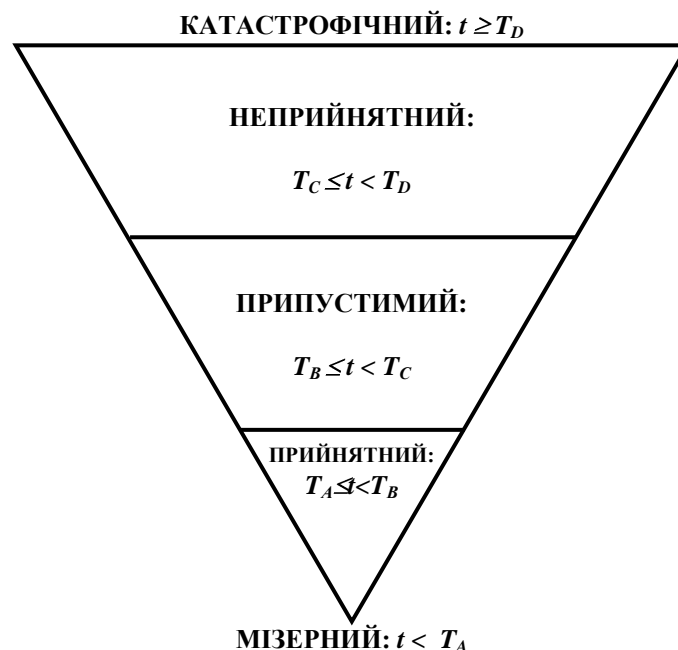 КАТАСТРОФІЧНИЙ: t ≥ T_D
НЕПРИЙНЯТНИЙ:
T_C ≤ t < T_D
ПРИПУСТИМИЙ:
T_B ≤ t < T_C
ПРИЙНЯТНИЙ:
T_A ≤ t < T_B
МІЗЕРНИЙ: t < T_A